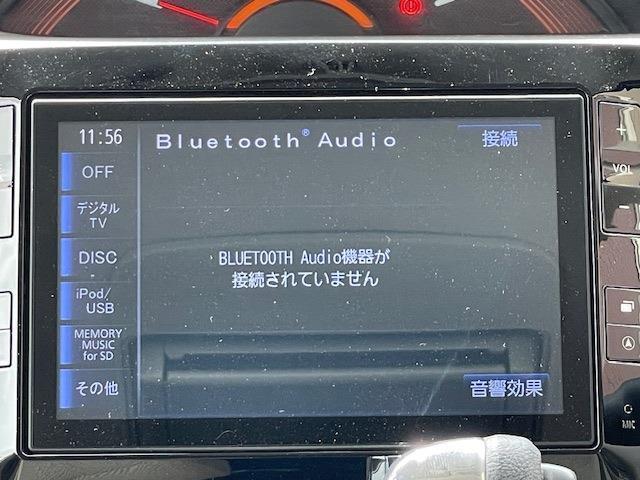 11:56
Bluetooth® Audio
接続
OFF
デジタル
TV
DISC
iPod/
USB
MEMORY
MUSIC
for SD
その他
BLUETOOTH Audio機器が
接続されていません
音響効果
+
VOL
−
MIC